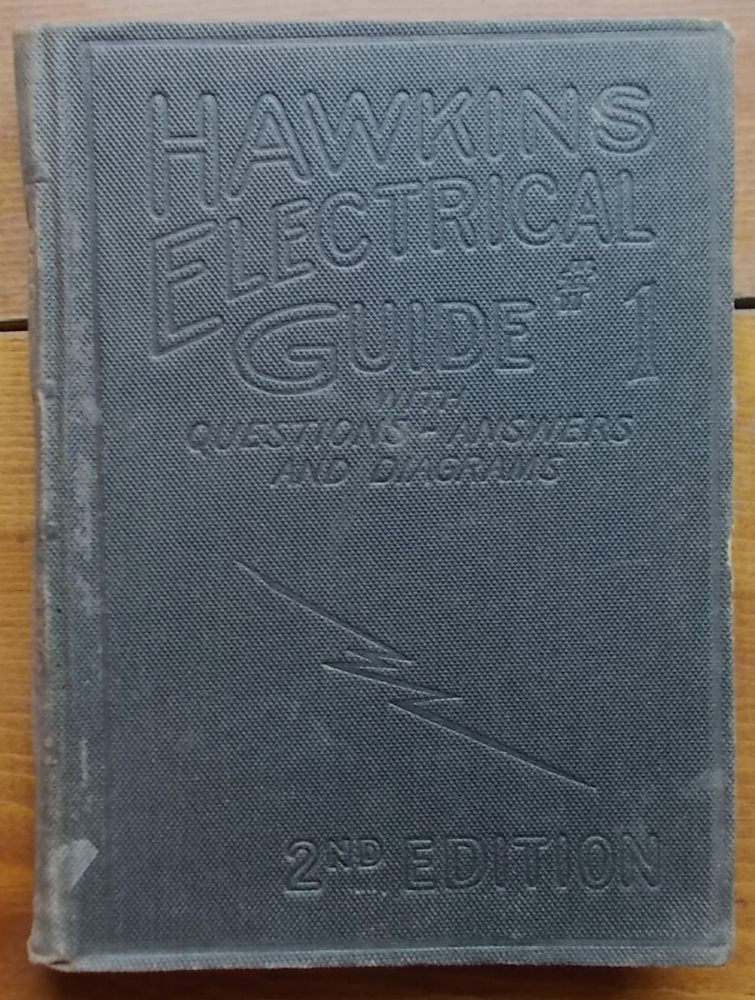 HAWKINS
ELECTRICAL
GUIDE # 1
WITH
QUESTIONS - ANSWERS
AND DIAGRAMS
2ND EDITION